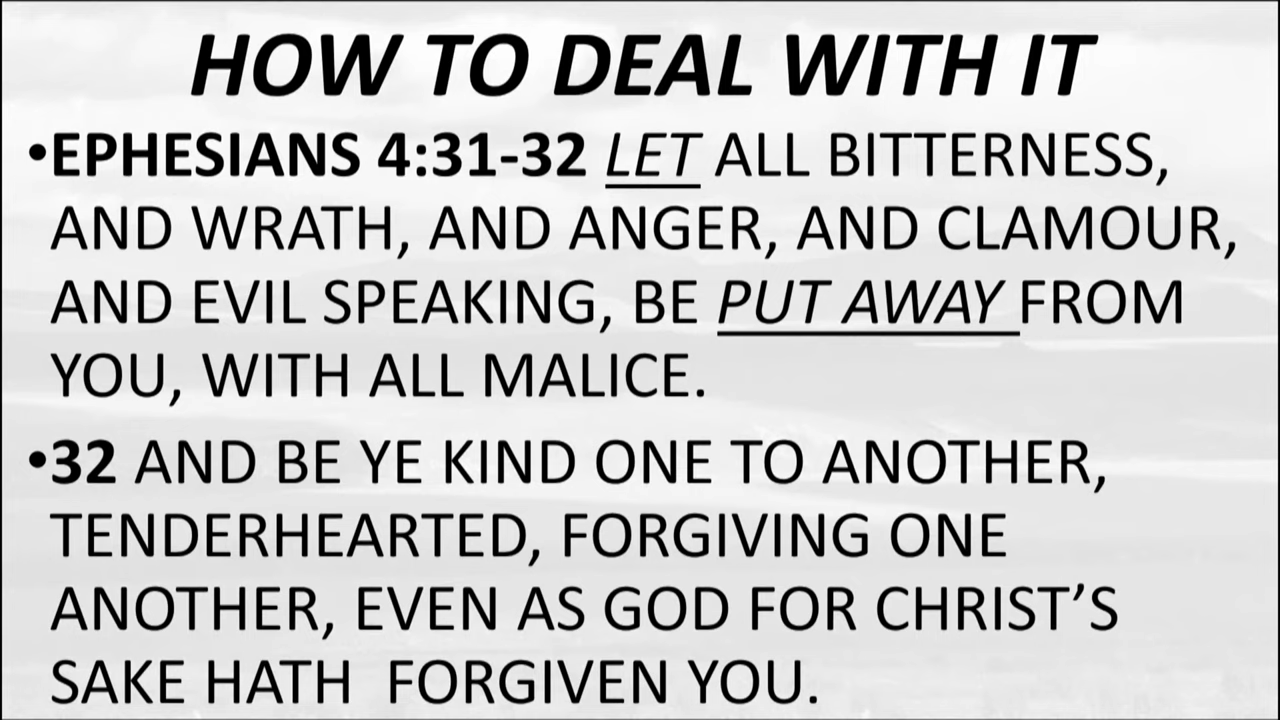 HOW TO DEAL WITH IT
•EPHESIANS 4:31-32 LET ALL BITTERNESS,
AND WRATH, AND ANGER, AND CLAMOUR,
AND EVIL SPEAKING, BE PUT AWAY FROM
YOU, WITH ALL MALICE.
•32 AND BE YE KIND ONE TO ANOTHER,
TENDERHEARTED, FORGIVING ONE
ANOTHER, EVEN AS GOD FOR CHRIST’S
SAKE HATH  FORGIVEN YOU.